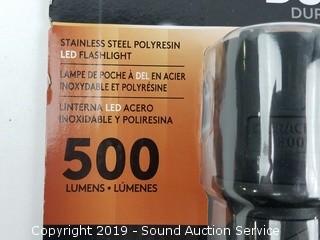 DUR
STAINLESS STEEL POLYRESIN
LED FLASHLIGHT
LAMPE DE POCHE À DEL EN ACIER
INOXYDABLE ET POLYRÉSINE
LINTERNA LED ACERO
INOXIDABLE Y POLIRESINA
500
LUMENS • LÚMENES
Copyright 2019 - Sound Auction Service